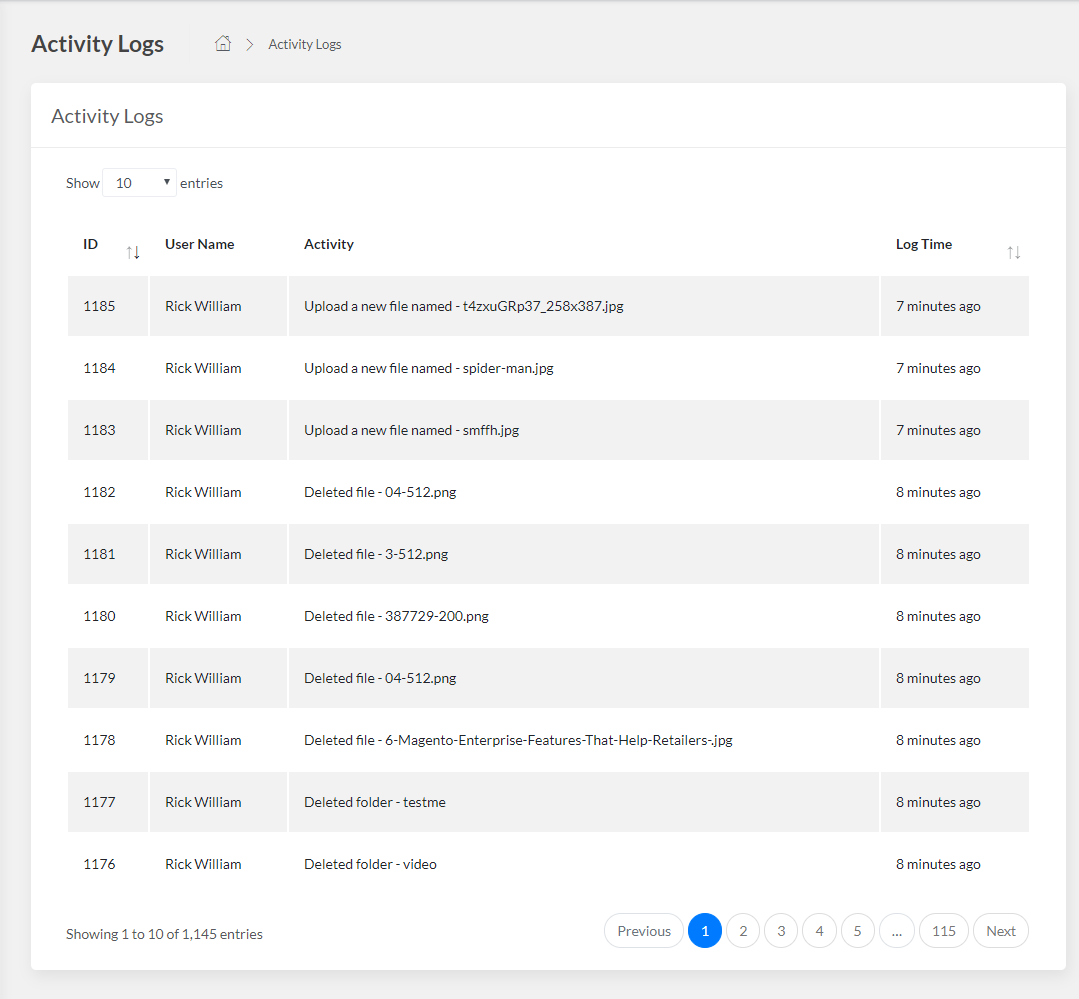 Activity Logs Activity Logs
Activity Logs
Show 10 entries
ID User Name Activity Log Time
1185 Rick William Upload a new file named - t4zxuGRp37_258x387.jpg 7 minutes ago
1184 Rick William Upload a new file named - spider-man.jpg 7 minutes ago
1183 Rick William Upload a new file named - smffh.jpg 7 minutes ago
1182 Rick William Deleted file - 04-512.png 8 minutes ago
1181 Rick William Deleted file - 3-512.png 8 minutes ago
1180 Rick William Deleted file - 387729-200.png 8 minutes ago
1179 Rick William Deleted file - 04-512.png 8 minutes ago
1178 Rick William Deleted file - 6-Magento-Enterprise-Features-That-Help-Retailers-.jpg 8 minutes ago
1177 Rick William Deleted folder - testme 8 minutes ago
1176 Rick William Deleted folder - video 8 minutes ago
Showing 1 to 10 of 1,145 entries Previous 1 2 3 4 5 ... 115 Next